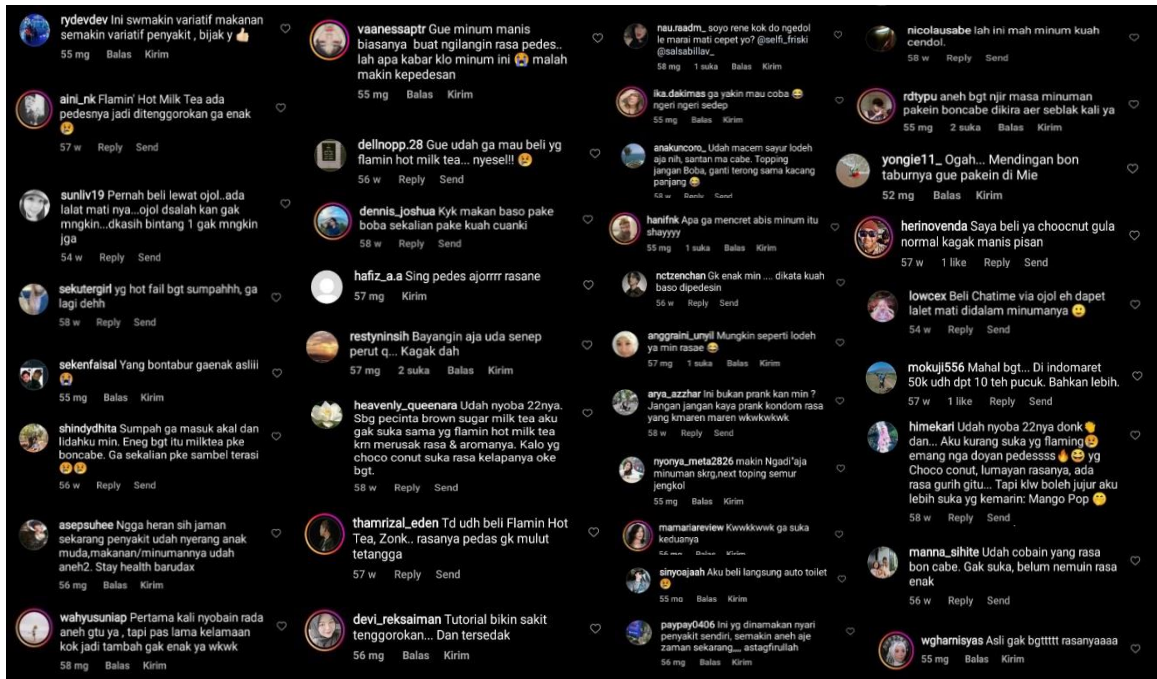 rydevdev Ini swmakin variatif makanan
semakin variatif penyakit , bijak y👍
55 mg Balas Kirim
aini_nk Flamin' Hot Milk Tea ada
pedesnya jadi ditenggorokan ga enak
😢
57 w Reply Send
sunliv19 Pernah beli lewat ojol..ada
lalat mati nya...ojol dsalah kan gak
mngkin...dkasih bintang 1 gak mngkin
jga
54 w Reply Send
sekutergirl yg hot fail bgt sumpahhh, ga
lagi dehh
58 w Reply Send
sekenfaisal Yang bontabur gaenak asliii
😭
55 mg Balas Kirim
shindydhita Sumpah ga masuk akal dan
lidahku min. Eneg bgt itu milktea pke
boncabe. Ga sekalian pke sambel terasi
😢😢
56 w Reply Send
asepsuhee Ngga heran sih jaman
sekarang penyakit udah nyerang anak
muda,makanan/minumannya udah
aneh2. Stay health barudax
56 mg Balas Kirim
wahyusuniap Pertama kali nyobain rada
aneh gtu ya , tapi pas lama kelamaan
kok jadi tambah gak enak ya wkwk
58 mg Balas Kirim
vaanessaptr Gue minum manis
biasanya buat ngilangin rasa pedes..
lah apa kabar klo minum ini 😭 malah
makin kepedesan
55 mg Balas Kirim
dellnopp.28 Gue udah ga mau beli yg
flamin hot milk tea... nyesel!! 😢
56 w Reply Send
dennis_joshua Kyk makan baso pake
boba sekalian pake kuah cuanki
58 w Reply Send
hafiz_a.a Sing pedes ajorrrr rasane
57 mg Kirim
restyninsih Bayangin aja uda senep
perut q... Kagak dah
57 mg 2 suka Balas Kirim
heavenly_queenara Udah nyoba 22nya.
Sbg pecinta brown sugar milk tea aku
gak suka sama yg flamin hot milk tea
krn merusak rasa & aromanya. Kalo yg
choco conut suka rasa kelapanya oke
bgt.
58 w Reply Send
thamrizal_eden Td udh beli Flamin Hot
Tea, Zonk.. rasanya pedas gk mulut
tetangga
57 w Reply Send
devi_reksaiman Tutorial bikin sakit
tenggorokan... Dan tersedak
56 mg Balas Kirim
nau.raadm_ soyo rene kok do ngedol
le marai mati cepet yo? @selfi_friski
@salsabillav_
58 mg 1 suka Balas Kirim
ika.dakimas ga yakin mau coba 😂
ngeri ngeri sedep
55 mg Balas Kirim
anakuncoro_ Udah macem sayur lodeh
aja nih, santan ma cabe. Topping
jangan Boba, ganti terong sama kacang
panjang 😂
58 w Reply Send
hanifnk Apa ga mencret abis minum itu
shayyyy
55 mg 1 suka Balas Kirim
nctzenchan Gk enak min .... dikata kuah
baso dipedesin
56 w Reply Send
anggraini_unyil Mungkin seperti lodeh
ya min rasae 😂
57 mg 1 suka Balas Kirim
arya_azzhar Ini bukan prank kan min ?
Jangan jangan kaya prank kondom rasa
yang kmaren maren wkwkwkwk
58 w Reply Send
nyonya_meta2826 makin Ngadi"aja
minuman skrg,next toping semur
jengkol
55 mg Balas Kirim
mamariareview Kwwkkwwk ga suka
keduanya
56 mg Balas Kirim
sinyoajaah Aku beli langsung auto toilet
😢
55 mg Balas Kirim
paypay0406 Ini yg dinamakan nyari
penyakit sendiri, semakin aneh aje
zaman sekarang,,,, astagfirullah
56 mg Balas Kirim
nicolausabe lah ini mah minum kuah
cendol.
58 w Reply Send
rdtypu aneh bgt njir masa minuman
pakein boncabe dikira aer seblak kali ya
55 mg 2 suka Balas Kirim
yongie11_ Ogah... Mendingan bon
taburnya gue pakein di Mie
52 mg Balas Kirim
herinovenda Saya beli ya choocnut gula
normal kagak manis pisan
57 w 1 like Reply Send
lowcex Beli Chatime via ojol eh dapet
lalet mati didalam minumanya 🙂
54 w Reply Send
mokuji556 Mahal bgt... Di indomaret
50k udh dpt 10 teh pucuk. Bahkan lebih.
57 w 1 like Reply Send
himekari Udah nyoba 22nya donk👏
dan... Aku kurang suka yg flaming😢
emang nga doyan pedessss🔥😂 yg
Choco conut, lumayan rasanya, ada
rasa gurih gitu... Tapi klw boleh jujur aku
lebih suka yg kemarin: Mango Pop 🤭
58 w Reply Send
manna_sihite Udah cobain yang rasa
bon cabe. Gak suka, belum nemuin rasa
enak
56 w Reply Send
wgharnisyas Asli gak bgttttt rasanyaaaa
55 mg Balas Kirim